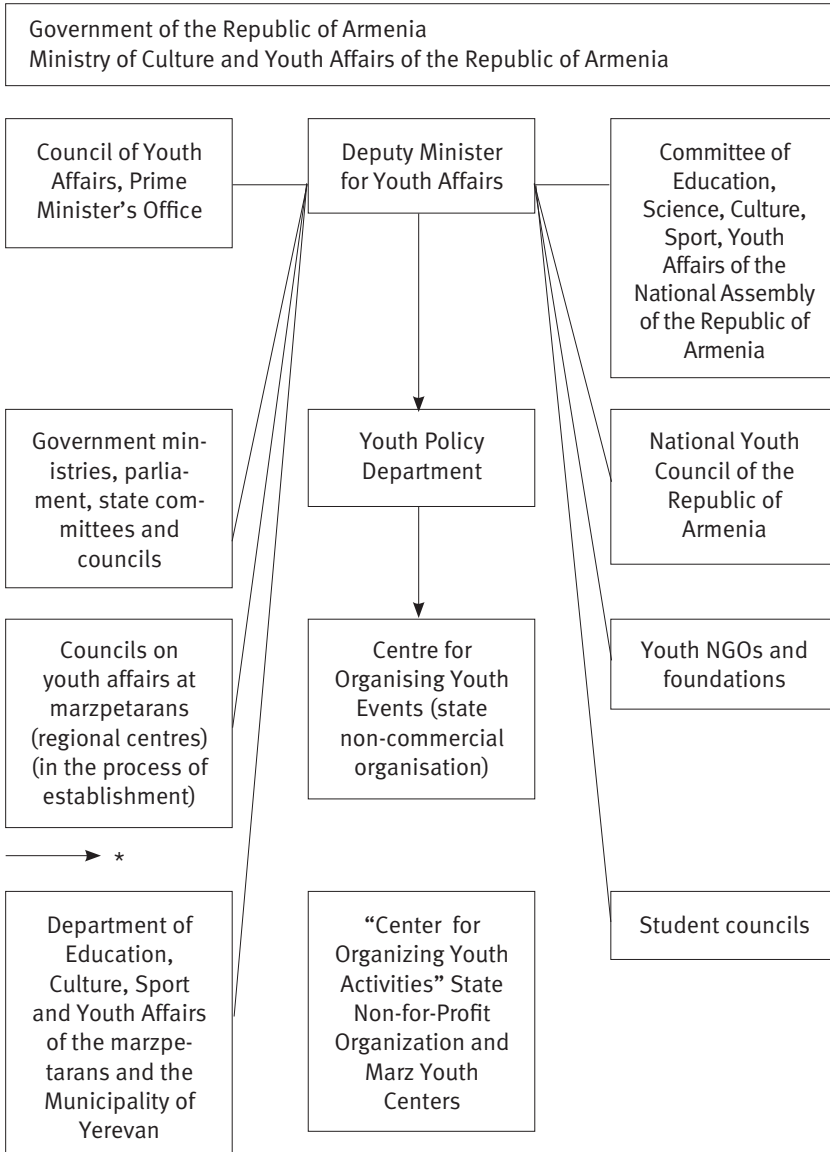 Government of the Republic of Armenia
Ministry of Culture and Youth Affairs of the Republic of Armenia
Council of Youth
Affairs, Prime
Minister’s Office
Deputy Minister
for Youth Affairs
Committee of
Education,
Science, Culture,
Sport, Youth
Affairs of the
National Assembly
of the Republic of
Armenia
Government min-
istries, parlia-
ment, state com-
mittees and
councils
Youth Policy
Department
National Youth
Council of the
Republic of
Armenia
Councils on
youth affairs at
marzpetarans
(regional centres)
(in the process of
establishment)
Centre for
Organising Youth
Events (state
non-commercial
organisation)
Youth NGOs and
foundations
*
Department of
Education,
Culture, Sport
and Youth Affairs
of the marzpe-
tarans and the
Municipality of
Yerevan
“Center for
Organizing Youth
Activities” State
Non-for-Profit
Organization and
Marz Youth
Centers
Student councils